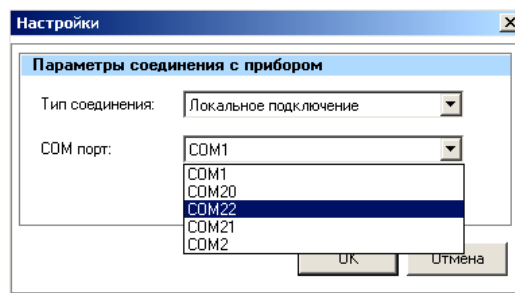 Настройки
Параметры соединения с прибором
Тип соединения: Локальное подключение
COM порт: COM1
COM1
COM20
COM22
COM21
COM2
OK Отмена